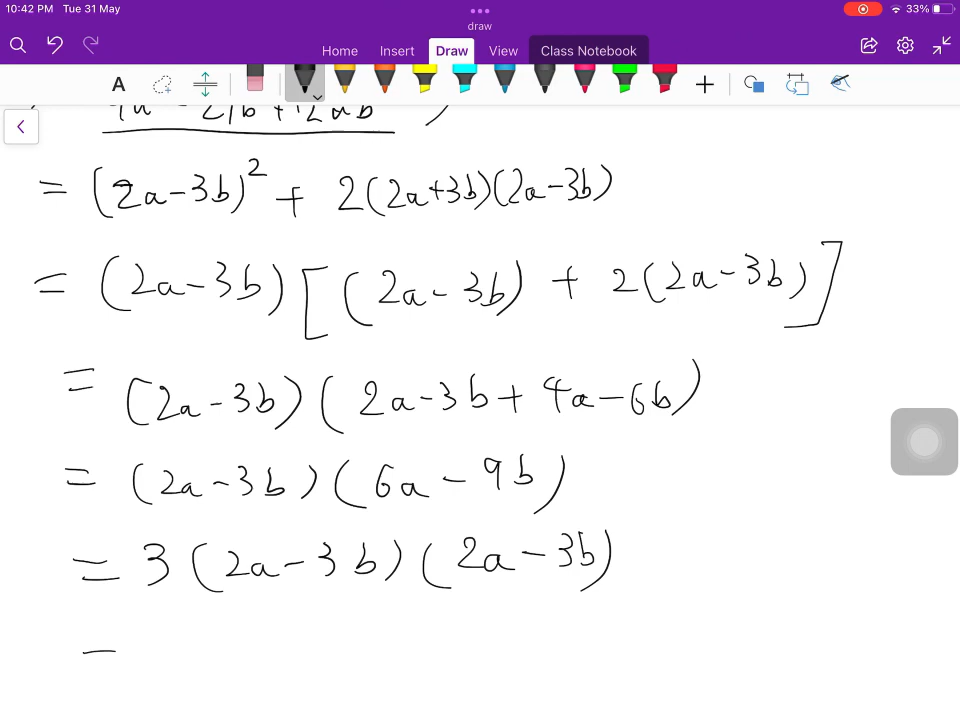 10:42 PM Tue 31 May
33%
draw
Home Insert Draw View Class Notebook
A
= (2a-3b)² + 2(2a+3b)(2a-3b)
= (2a-3b)[(2a-3b) + 2(2a-3b)]
= (2a-3b)(2a-3b+4a-6b)
= (2a-3b)(6a-9b)
= 3(2a-3b)(2a-3b)